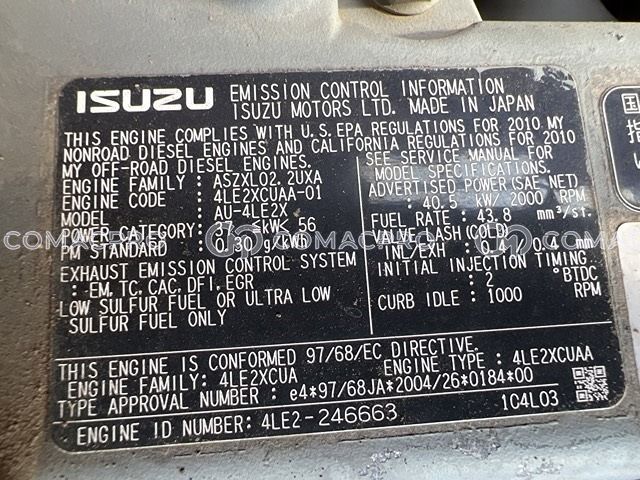 ISUZU EMISSION CONTROL INFORMATION
ISUZU MOTORS LTD. MADE IN JAPAN
THIS ENGINE COMPLIES WITH U.S.EPA REGULATIONS FOR 2010 MY
NONROAD DIESEL ENGINES AND CALIFORNIA REGULATIONS FOR 2010
MY OFF-ROAD DIESEL ENGINES.
ENGINE FAMILY : ASZXL02.2UXA
ENGINE CODE : 4LE2XCUAA-01
MODEL : AU-4LE2X
POWER CATEGORY: ≤kW< 56
PM STANDARD : 0.30 g/kWh
EXHAUST EMISSION CONTROL SYSTEM
: EM, TC, CAC, DFI, EGR
LOW SULFUR FUEL OR ULTRA LOW
SULFUR FUEL ONLY
SEE SERVICE MANUAL FOR
MODEL SPECIFICATIONS.
ADVERTISED POWER(SAE NET)
: 40.5 kW/ 2000 RPM
FUEL RATE : 43.8 mm³/st.
VALVE LASH (COLD)
INL/EXH : 0.4 / 0.4 mm
INITIAL INJECTION TIMING
: 2 °BTDC
CURB IDLE : 1000 RPM
THIS ENGINE IS CONFORMED 97/68/EC DIRECTIVE.
ENGINE FAMILY: 4LE2XCUA ENGINE TYPE : 4LE2XCUAA
TYPE APPROVAL NUMBER : e4*97/68JA*2004/26*0184*00
ENGINE ID NUMBER: 4LE2-246663 1C4L03
国
指
COMACPRO COMACPRO COMACPRO